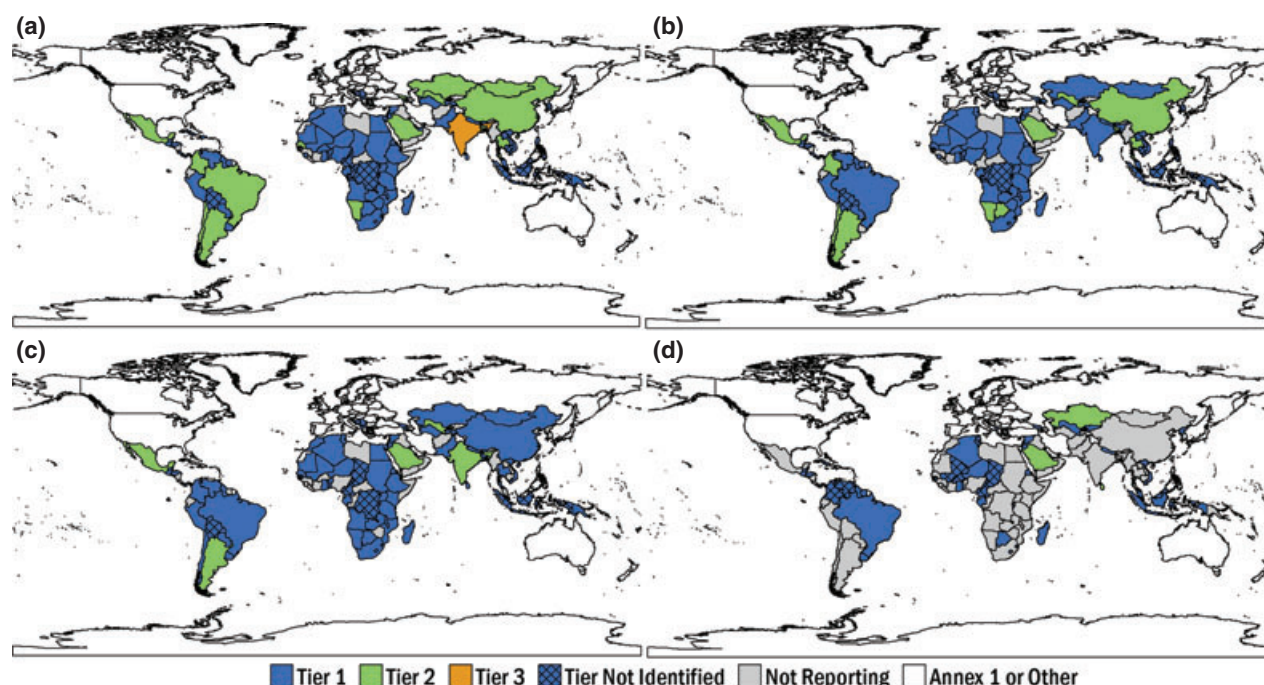 (a)
(b)
(c)
(d)
Tier 1 Tier 2 Tier 3 Tier Not Identified Not Reporting Annex 1 or Other